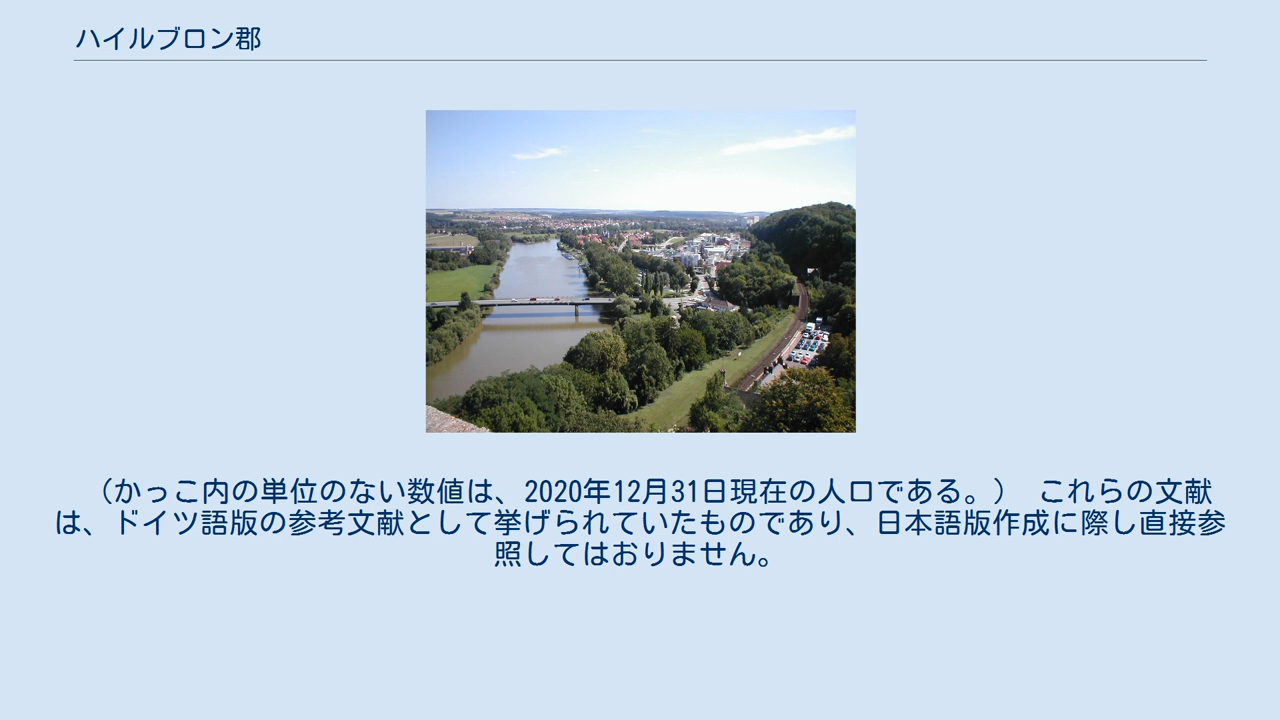 ハイルブロン郡
（かっこ内の単位のない数値は、2020年12月31日現在の人口である。） これらの文献
は、ドイツ語版の参考文献として挙げられていたものであり、日本語版作成に際し直接参
照してはおりません。